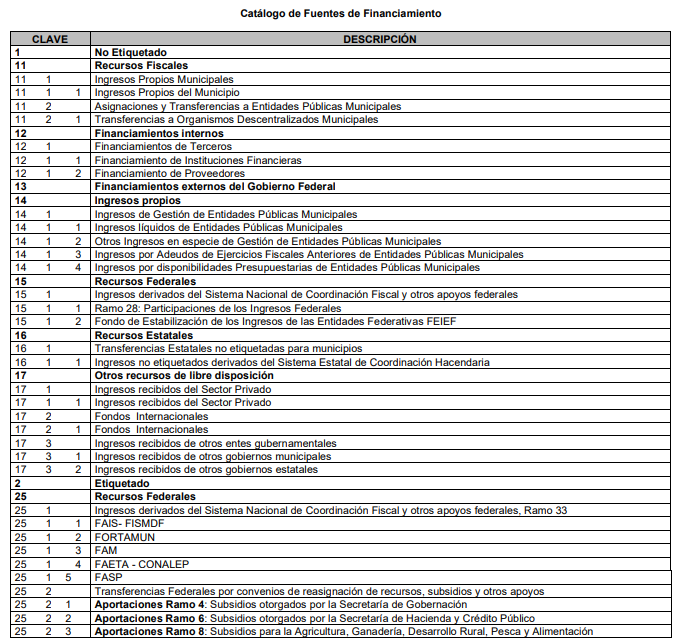 Catálogo de Fuentes de Financiamiento
CLAVE DESCRIPCIÓN
1 No Etiquetado
11 Recursos Fiscales
11 1 Ingresos Propios Municipales
11 1 1 Ingresos Propios del Municipio
11 2 Asignaciones y Transferencias a Entidades Públicas Municipales
11 2 1 Transferencias a Organismos Descentralizados Municipales
12 Financiamientos internos
12 1 Financiamientos de Terceros
12 1 1 Financiamiento de Instituciones Financieras
12 1 2 Financiamiento de Proveedores
13 Financiamientos externos del Gobierno Federal
14 Ingresos propios
14 1 Ingresos de Gestión de Entidades Públicas Municipales
14 1 1 Ingresos líquidos de Entidades Públicas Municipales
14 1 2 Otros Ingresos en especie de Gestión de Entidades Públicas Municipales
14 1 3 Ingresos por Adeudos de Ejercicios Fiscales Anteriores de Entidades Públicas Municipales
14 1 4 Ingresos por disponibilidades Presupuestarias de Entidades Públicas Municipales
15 Recursos Federales
15 1 Ingresos derivados del Sistema Nacional de Coordinación Fiscal y otros apoyos federales
15 1 1 Ramo 28: Participaciones de los Ingresos Federales
15 1 2 Fondo de Estabilización de los Ingresos de las Entidades Federativas FEIEF
16 Recursos Estatales
16 1 Transferencias Estatales no etiquetadas para municipios
16 1 1 Ingresos no etiquetados derivados del Sistema Estatal de Coordinación Hacendaria
17 Otros recursos de libre disposición
17 1 Ingresos recibidos del Sector Privado
17 1 1 Ingresos recibidos del Sector Privado
17 2 Fondos Internacionales
17 2 1 Fondos Internacionales
17 3 Ingresos recibidos de otros entes gubernamentales
17 3 1 Ingresos recibidos de otros gobiernos municipales
17 3 2 Ingresos recibidos de otros gobiernos estatales
2 Etiquetado
25 Recursos Federales
25 1 Ingresos derivados del Sistema Nacional de Coordinación Fiscal y otros apoyos federales, Ramo 33
25 1 1 FAIS- FISMDF
25 1 2 FORTAMUN
25 1 3 FAM
25 1 4 FAETA - CONALEP
25 1 5 FASP
25 2 Transferencias Federales por convenios de reasignación de recursos, subsidios y otros apoyos
25 2 1 Aportaciones Ramo 4: Subsidios otorgados por la Secretaría de Gobernación
25 2 2 Aportaciones Ramo 6: Subsidios otorgados por la Secretaría de Hacienda y Crédito Público
25 2 3 Aportaciones Ramo 8: Subsidios para la Agricultura, Ganadería, Desarrollo Rural, Pesca y Alimentación